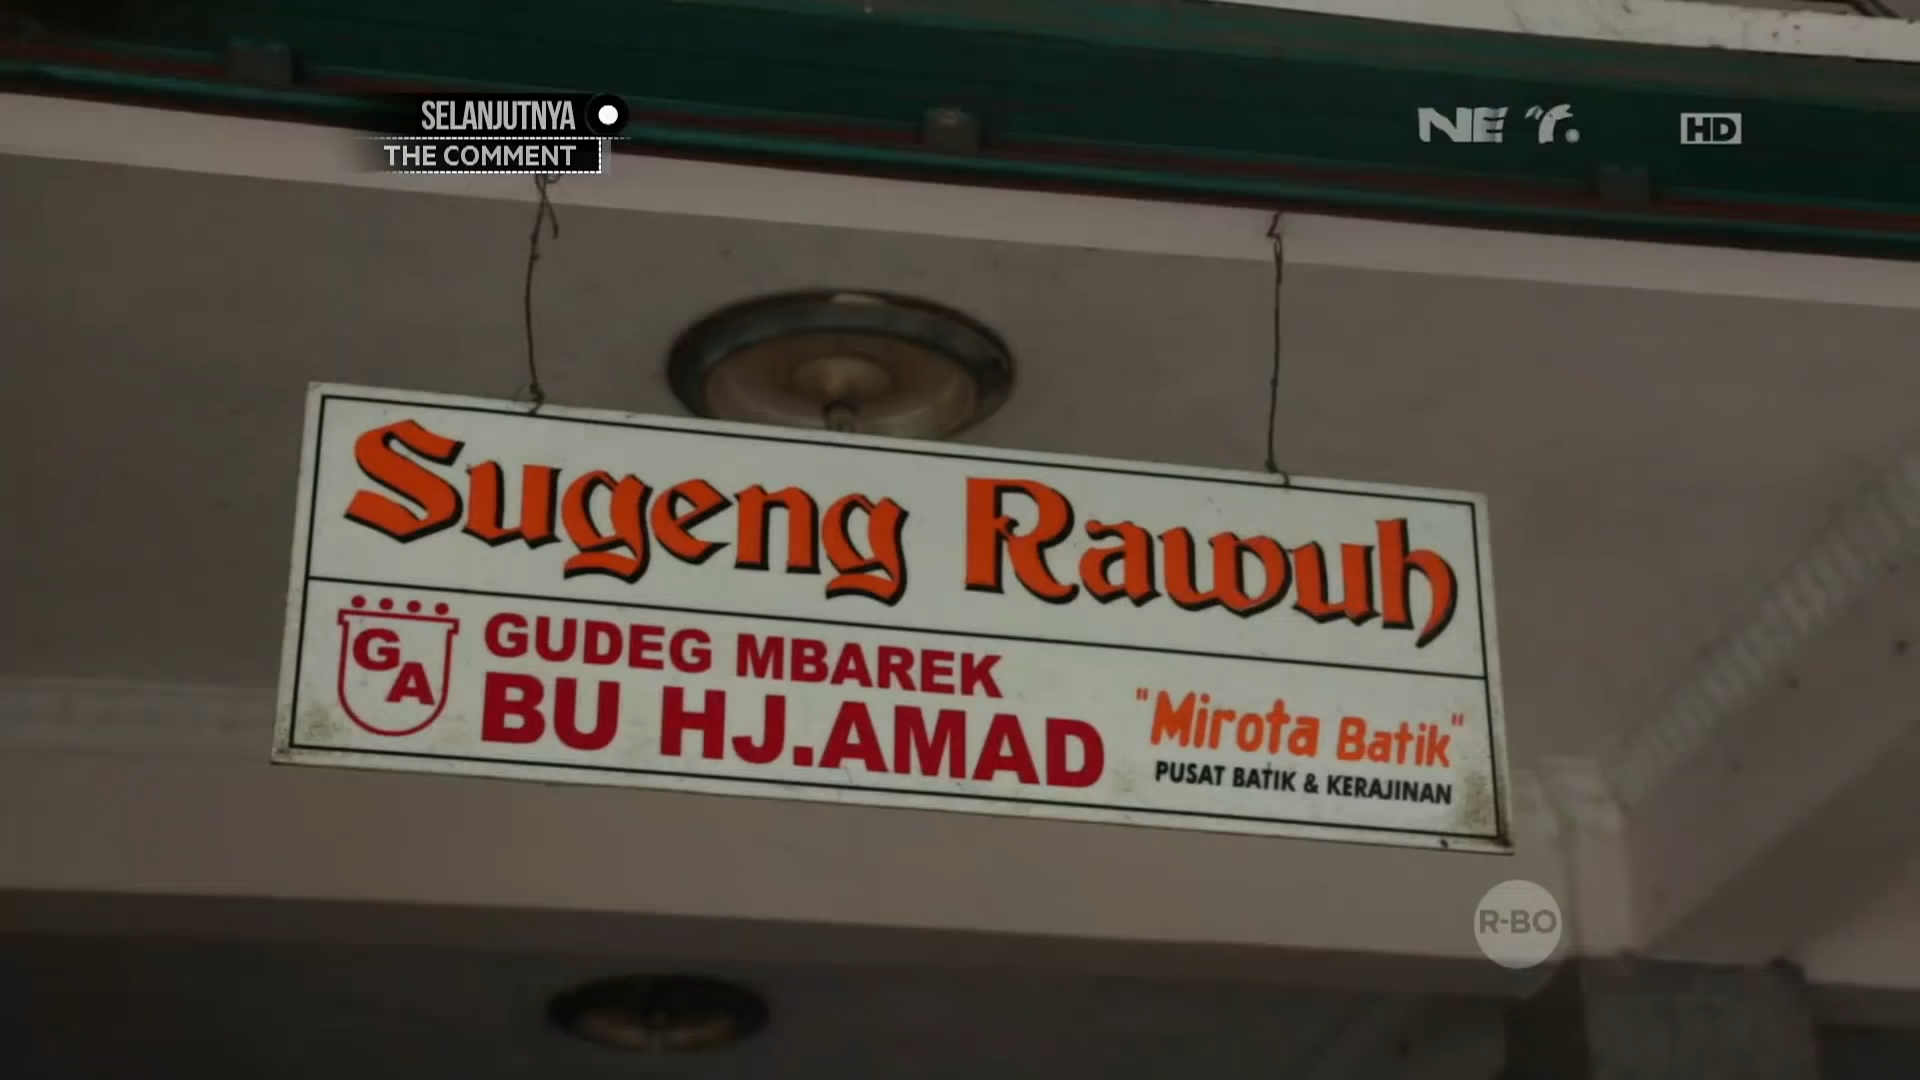 SELANJUTNYA
THE COMMENT
NET.
HD
Sugeng Rawuh
GA
GUDEG MBAREK
BU HJ.AMAD
"Mirota Batik"
PUSAT BATIK & KERAJINAN
R-BO